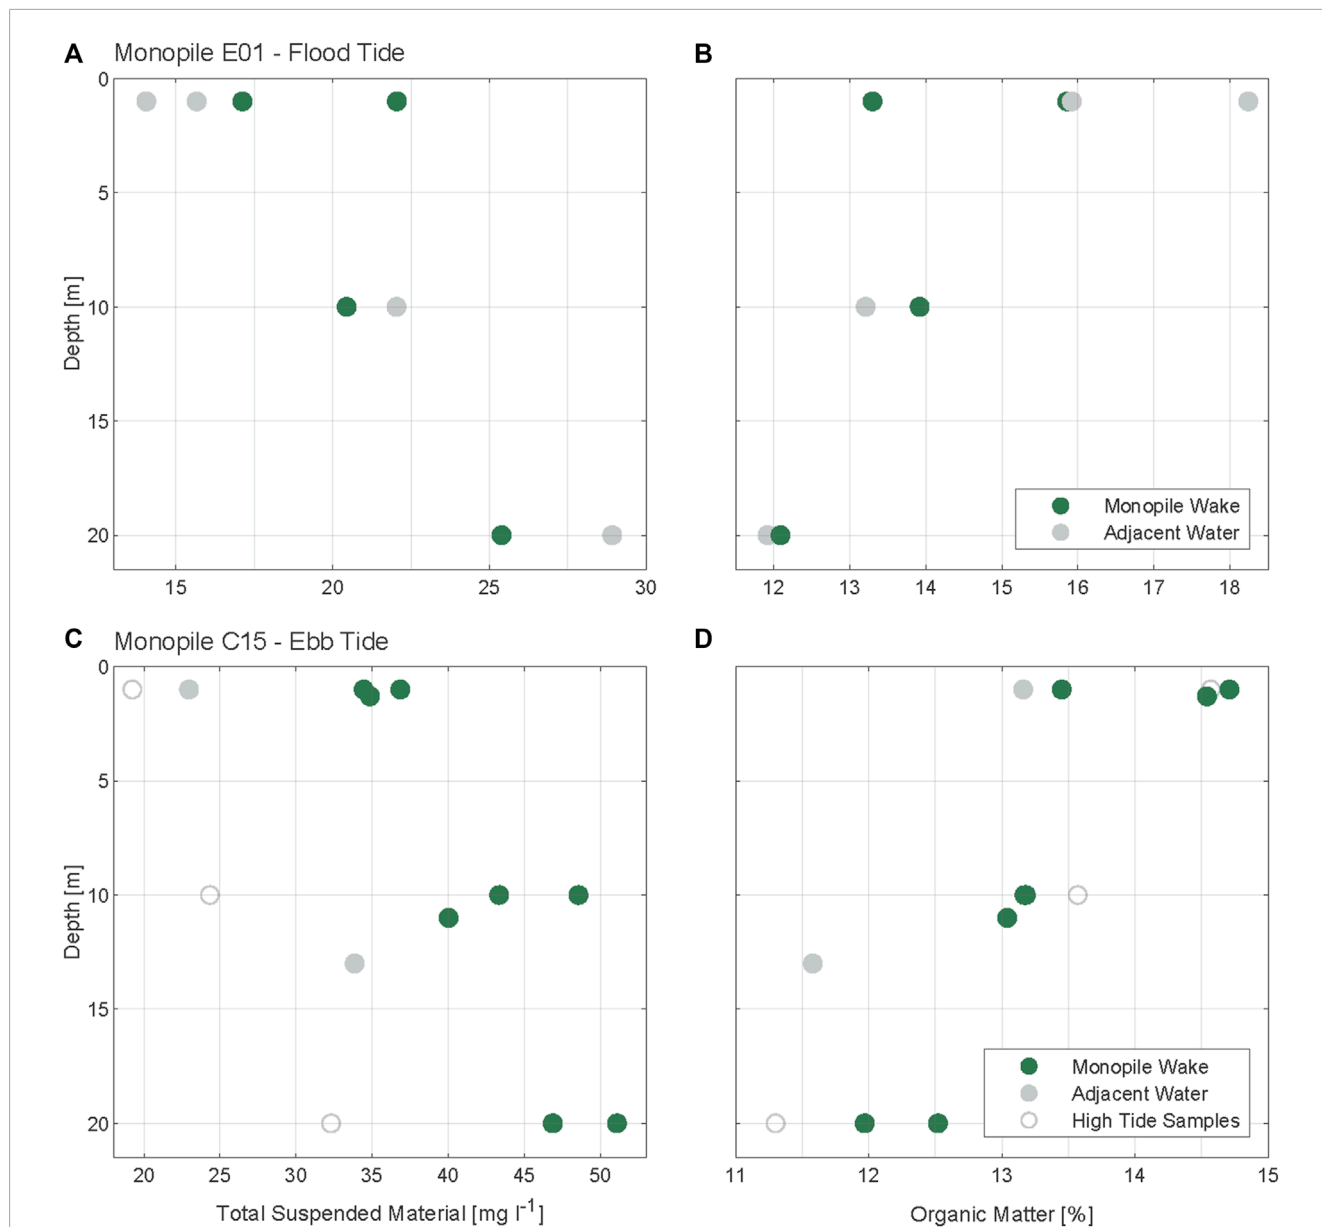 A Monopile E01 - Flood Tide B
0
5
10
15
20
Depth [m]
15 20 25 30
12 13 14 15 16 17 18
Monopile Wake
Adjacent Water
C Monopile C15 - Ebb Tide D
0
5
10
15
20
Depth [m]
20 25 30 35 40 45 50
11 12 13 14 15
Monopile Wake
Adjacent Water
High Tide Samples
Total Suspended Material [mg l⁻¹]
Organic Matter [%]